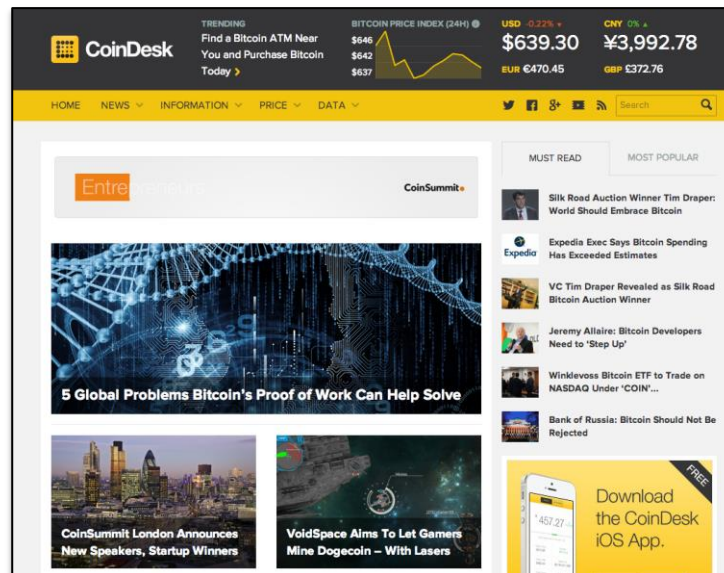 CoinDesk
TRENDING
Find a Bitcoin ATM Near
You and Purchase Bitcoin
Today
BITCOIN PRICE INDEX (24H)
$646
$642
$637
USD -0.22%
$639.30
EUR €470.45
CNY 0%
¥3,992.78
GBP £372.76
HOME NEWS INFORMATION PRICE DATA
Search
Entrepreneurs
CoinSummit
5 Global Problems Bitcoin's Proof of Work Can Help Solve
CoinSummit London Announces
New Speakers, Startup Winners
VoidSpace Aims To Let Gamers
Mine Dogecoin – With Lasers
MUST READ
MOST POPULAR
Silk Road Auction Winner Tim Draper:
World Should Embrace Bitcoin
Expedia
Expedia Exec Says Bitcoin Spending
Has Exceeded Estimates
VC Tim Draper Revealed as Silk Road
Bitcoin Auction Winner
Jeremy Allaire: Bitcoin Developers
Need to ‘Step Up’
Winklevoss Bitcoin ETF to Trade on
NASDAQ Under ‘COIN’...
Bank of Russia: Bitcoin Should Not Be
Rejected
FREE
Download
the CoinDesk
iOS App.
457.27